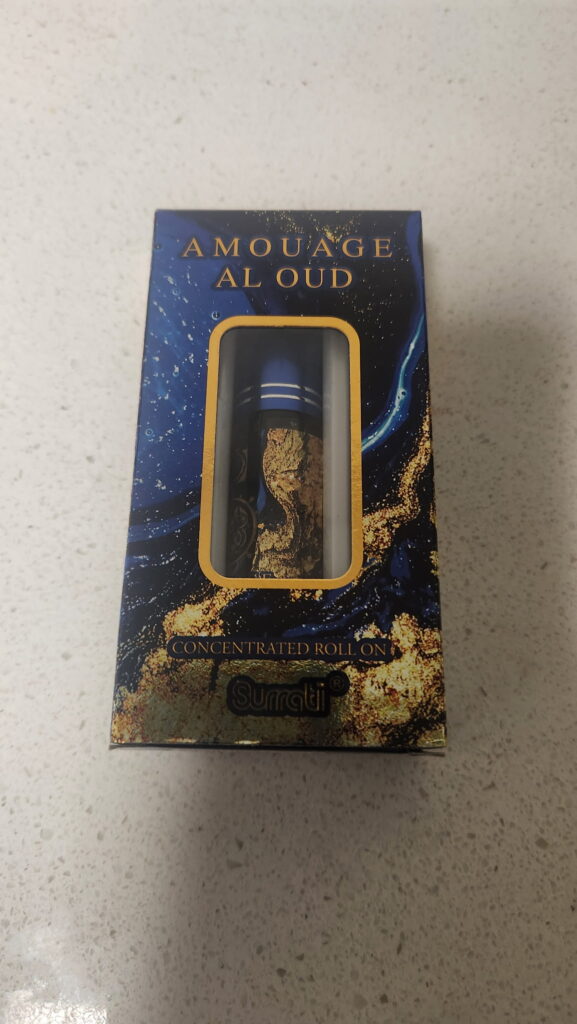 AMOUAGE
AL OUD
CONCENTRATED ROLL ON
Surrati®